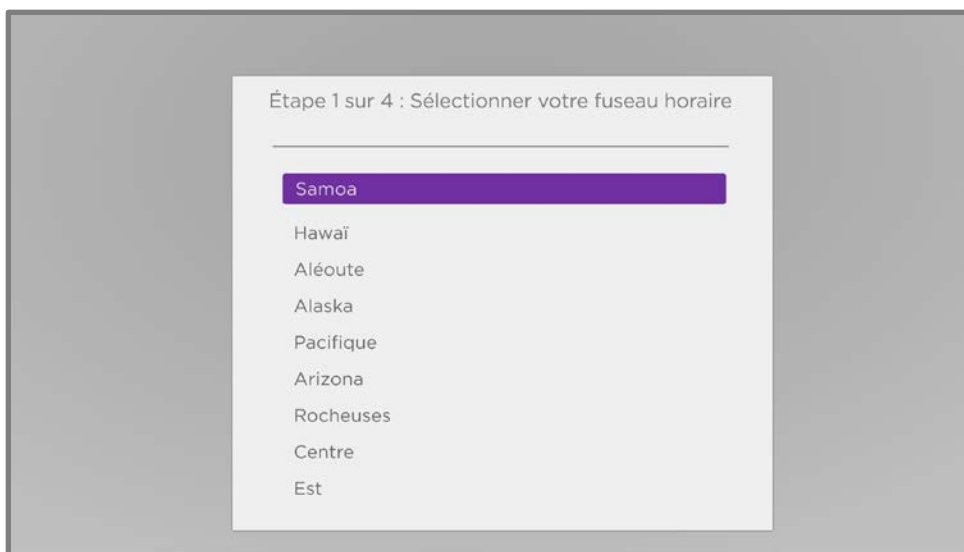 Étape 1 sur 4 : Sélectionner votre fuseau horaire
Samoa
Hawaï
Aléoute
Alaska
Pacifique
Arizona
Rocheuses
Centre
Est